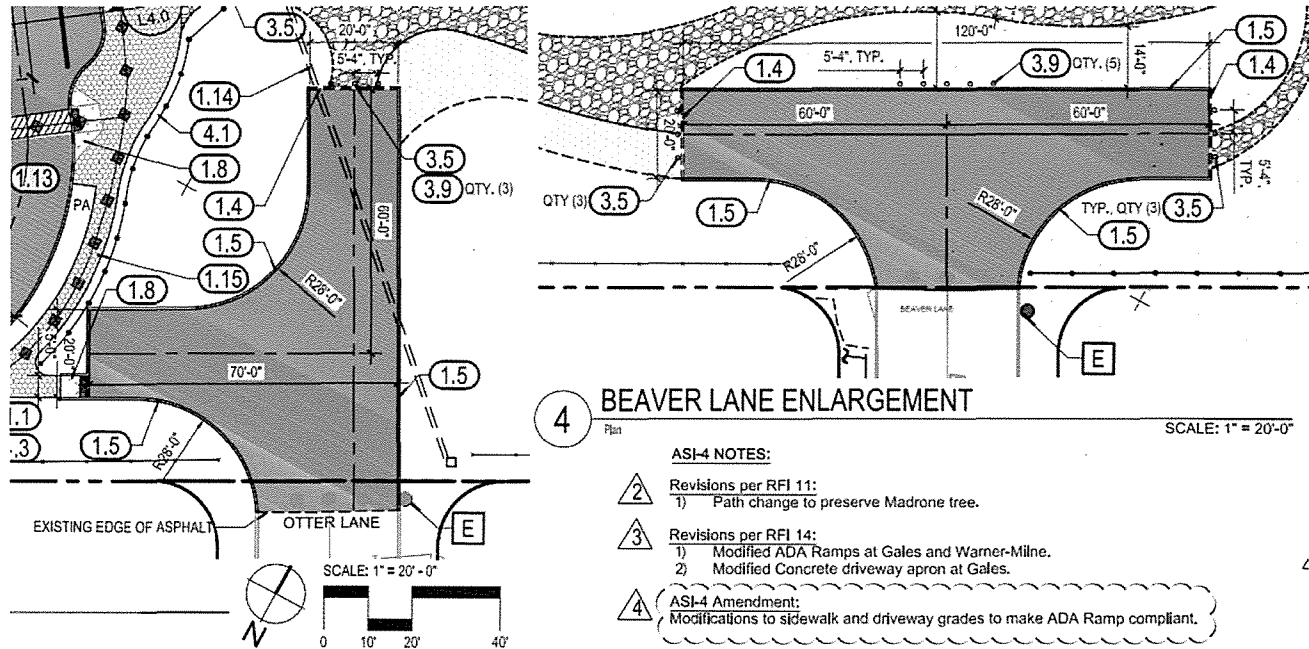 L4.0
3.5
20'-0"
5'-4". TYP.
1.14
4.1
1.8
1.13
1.4
3.5
3.9 QTY. (3)
60'-0"
PA
1.5
1.15
R28'-0"
1.8
5'-0"
20'-0"
70'-0"
1.5
1.1
1.5
R28'-0"
EXISTING EDGE OF ASPHALT
OTTER LANE
E
SCALE: 1" = 20' - 0"
N
0 10' 20' 40'
120'-0"
1.5
5'-4". TYP.
1.4
3.9 QTY. (5)
14'-0"
1.4
60'-0"
60'-0"
5'-4".
TYP.
QTY (3) 3.5
1.5
R28'-0"
TYP., QTY (3) 3.5
1.5
R28'-0"
BEAVER LANE
E
4
BEAVER LANE ENLARGEMENT
Plan
SCALE: 1" = 20'-0"
ASI-4 NOTES:
2 Revisions per RFI 11:
1) Path change to preserve Madrone tree.
3 Revisions per RFI 14:
1) Modified ADA Ramps at Gales and Warner-Milne.
2) Modified Concrete driveway apron at Gales.
4 ASI-4 Amendment:
Modifications to sidewalk and driveway grades to make ADA Ramp compliant.